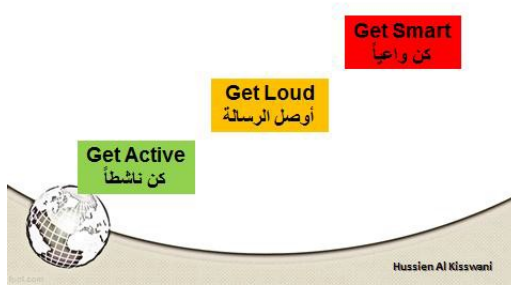 Get Smart
كن واعياً
Get Loud
أوصل الرسالة
Get Active
كن ناشطاً
Hussien Al Kisswani